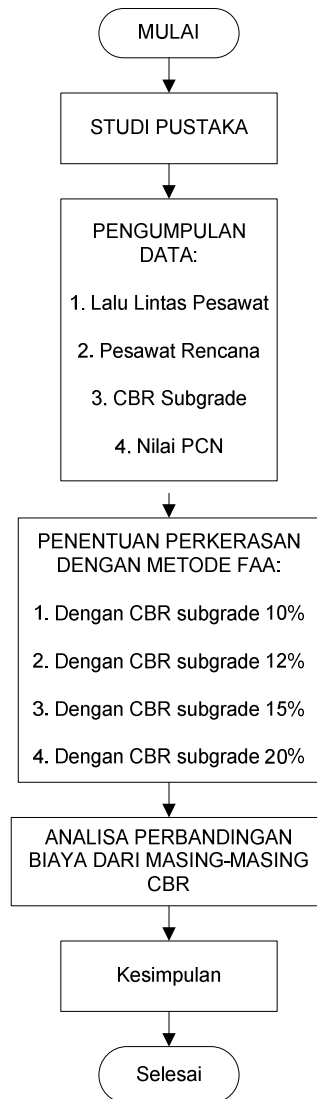 MULAI
STUDI PUSTAKA
PENGUMPULAN
DATA:
1. Lalu Lintas Pesawat
2. Pesawat Rencana
3. CBR Subgrade
4. Nilai PCN
PENENTUAN PERKERASAN
DENGAN METODE FAA:
1. Dengan CBR subgrade 10%
2. Dengan CBR subgrade 12%
3. Dengan CBR subgrade 15%
4. Dengan CBR subgrade 20%
ANALISA PERBANDINGAN
BIAYA DARI MASING-MASING
CBR
Kesimpulan
Selesai